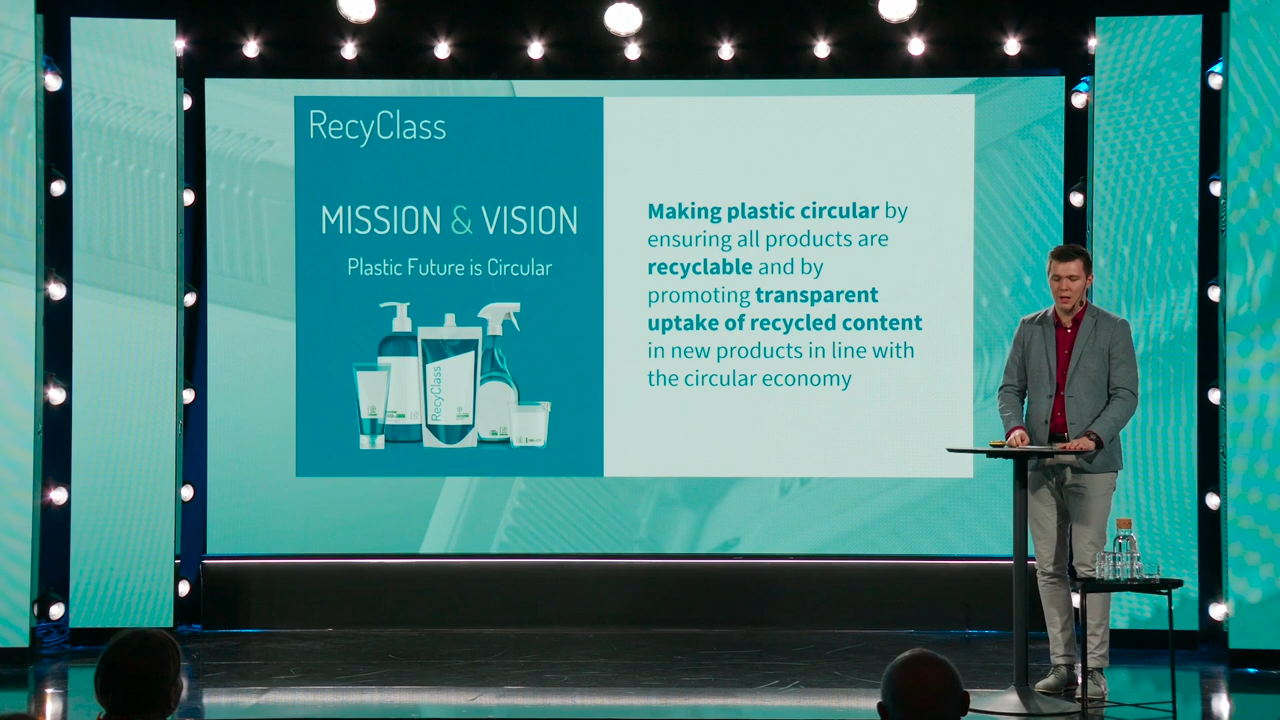 RecyClass
MISSION & VISION
Plastic Future is Circular
RecyClass
Making plastic circular by
ensuring all products are
recyclable and by
promoting transparent
uptake of recycled content
in new products in line with
the circular economy